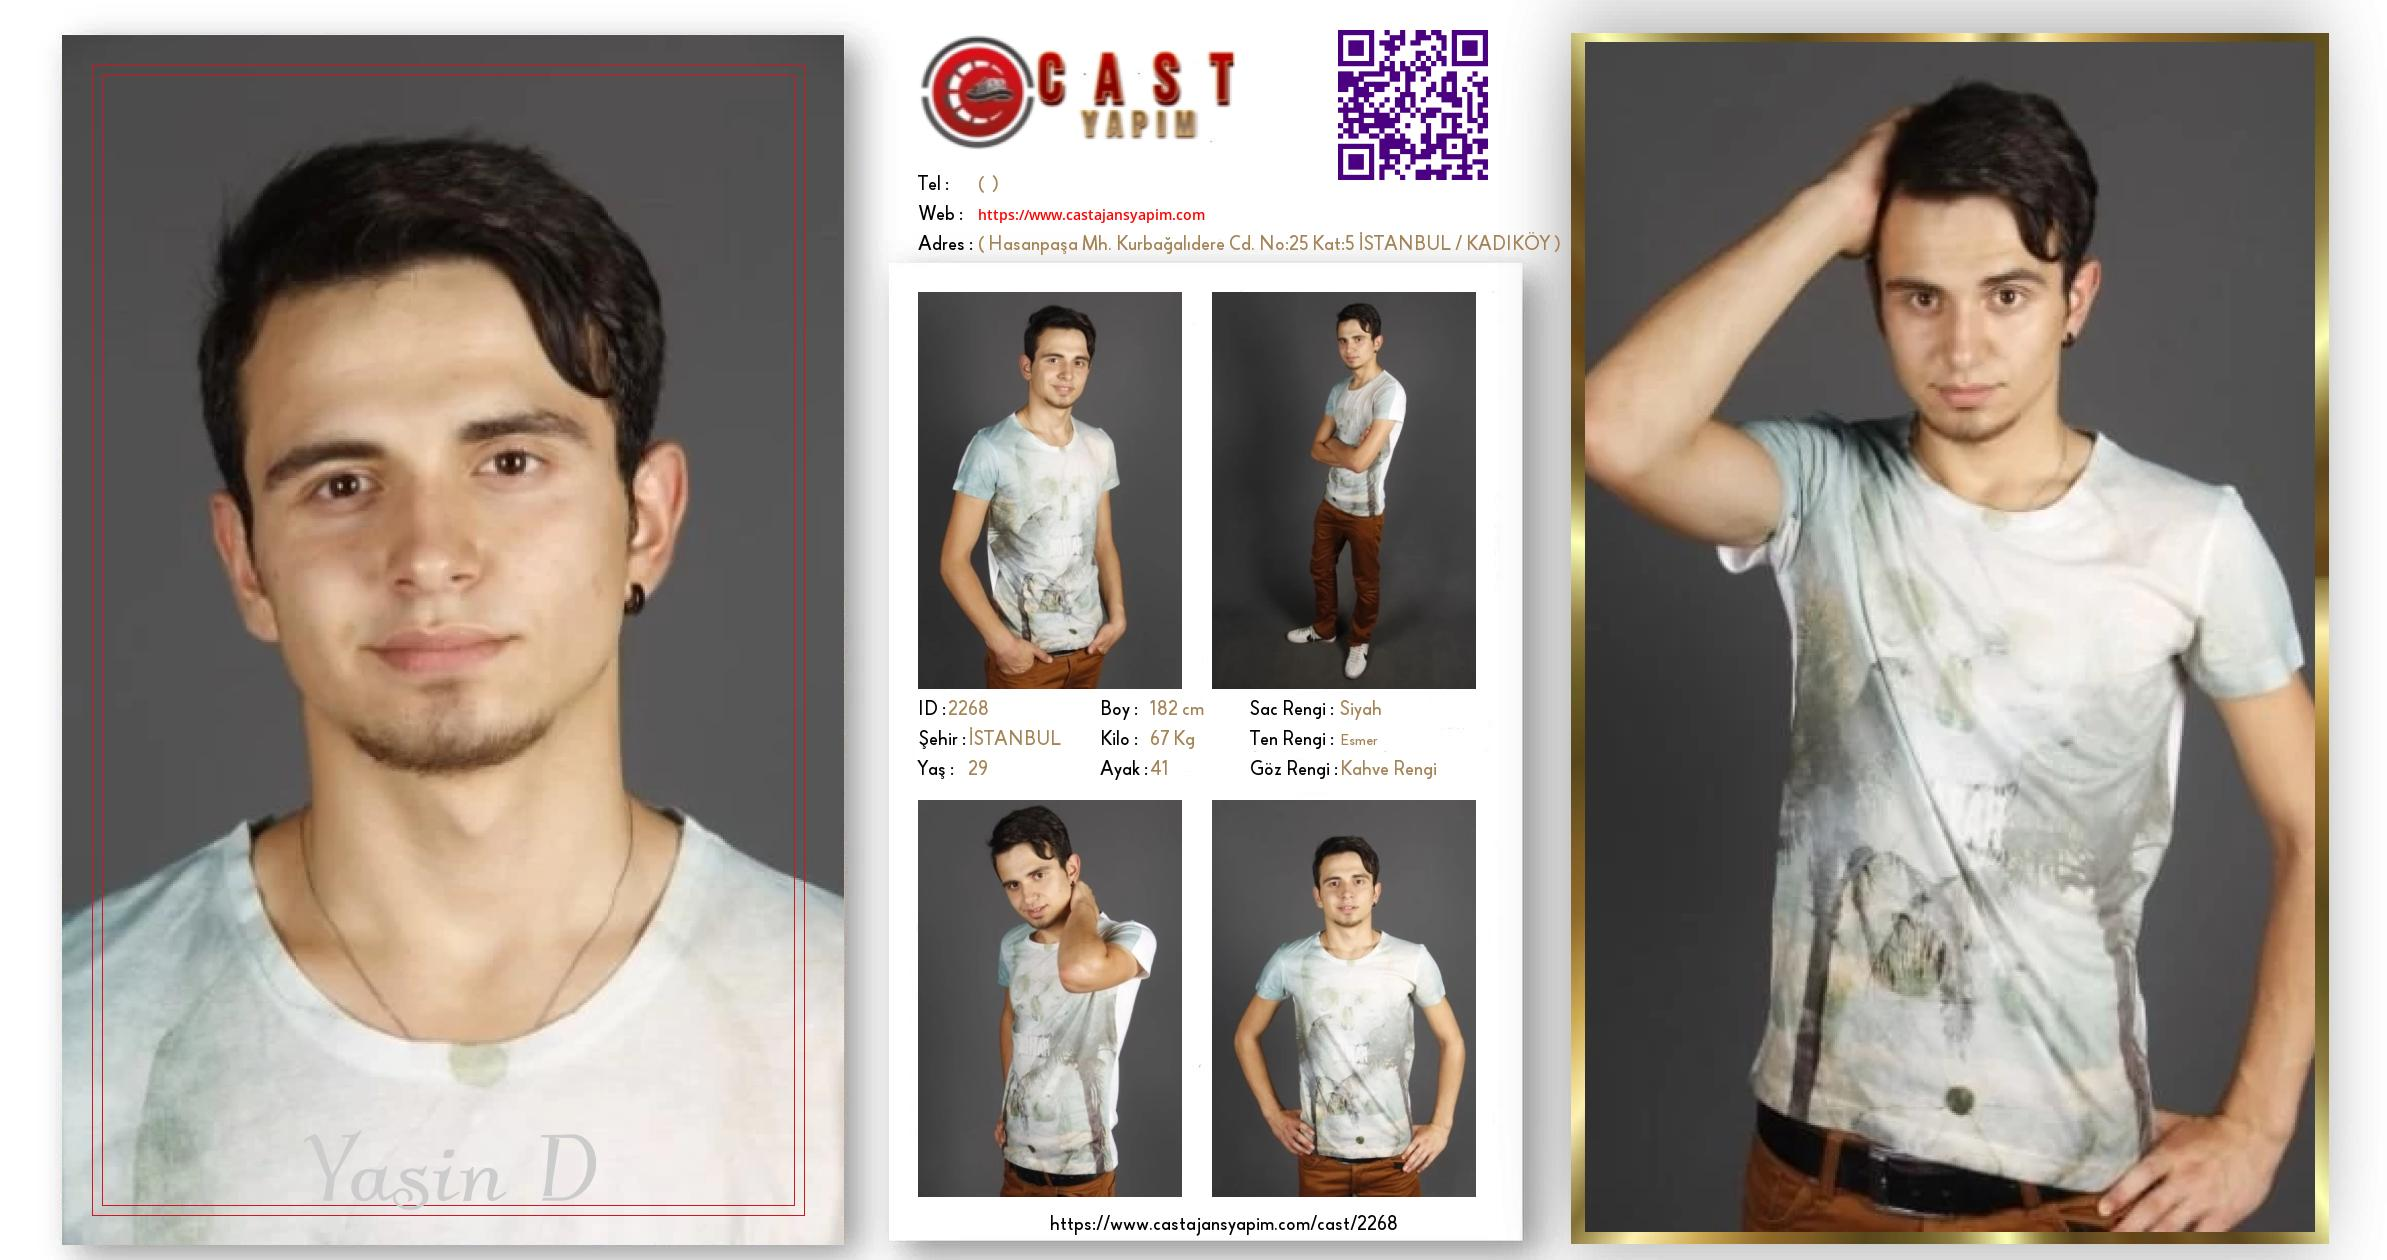 Yasin D
CAST
YAPIM
Tel : ( )
Web : https://www.castajansyapim.com
Adres : ( Hasanpaşa Mh. Kurbağalıdere Cd. No:25 Kat:5 İSTANBUL / KADIKÖY )
ID : 2268 Boy : 182 cm Sac Rengi : Siyah
Şehir : İSTANBUL Kilo : 67 Kg Ten Rengi : Esmer
Yaş : 29 Ayak : 41 Göz Rengi : Kahve Rengi
https://www.castajansyapim.com/cast/2268